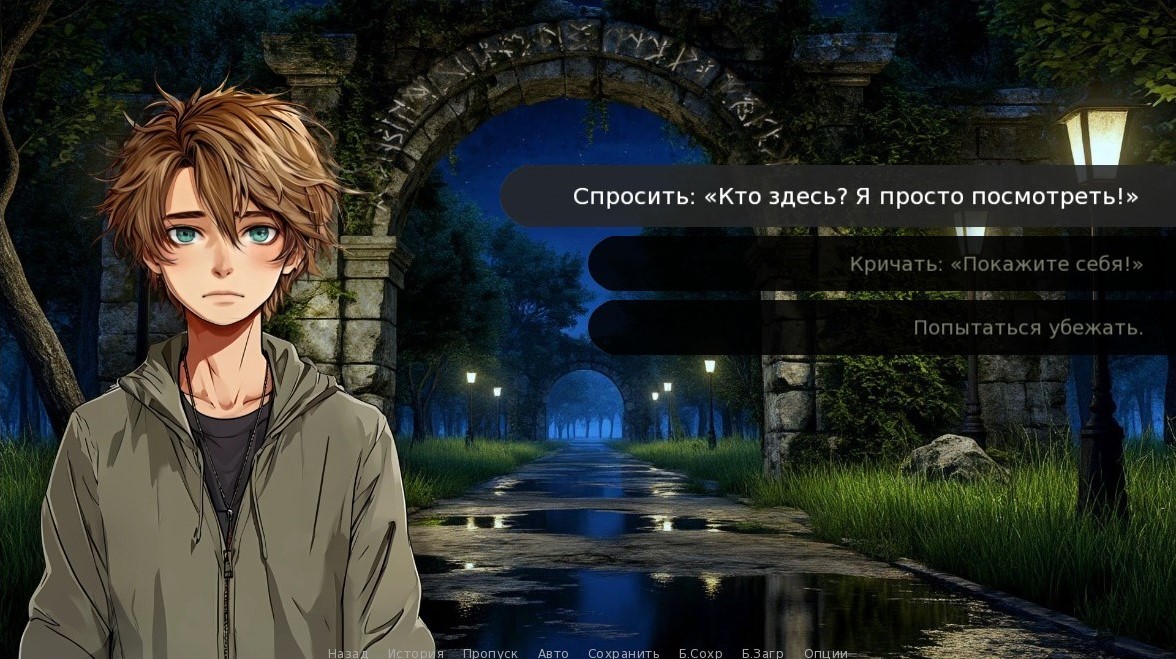 Спросить: «Кто здесь? Я просто посмотреть!»
Кричать: «Покажите себя!»
Попытаться убежать.
Назад История Пропуск Авто Сохранить Б.Сохр Б.Загр Опции